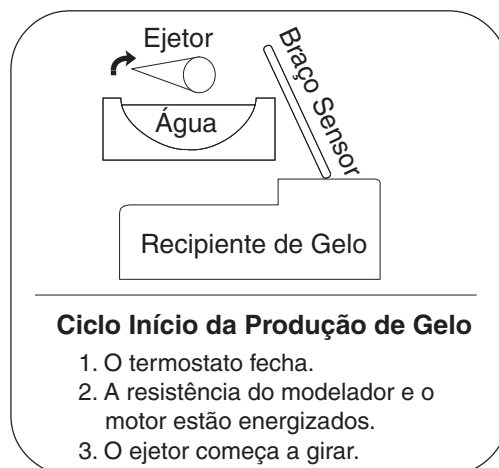 Ejetor
Braço Sensor
Água
Recipiente de Gelo
Ciclo Início da Produção de Gelo
1. O termostato fecha.
2. A resistência do modelador e o
motor estão energizados.
3. O ejetor começa a girar.